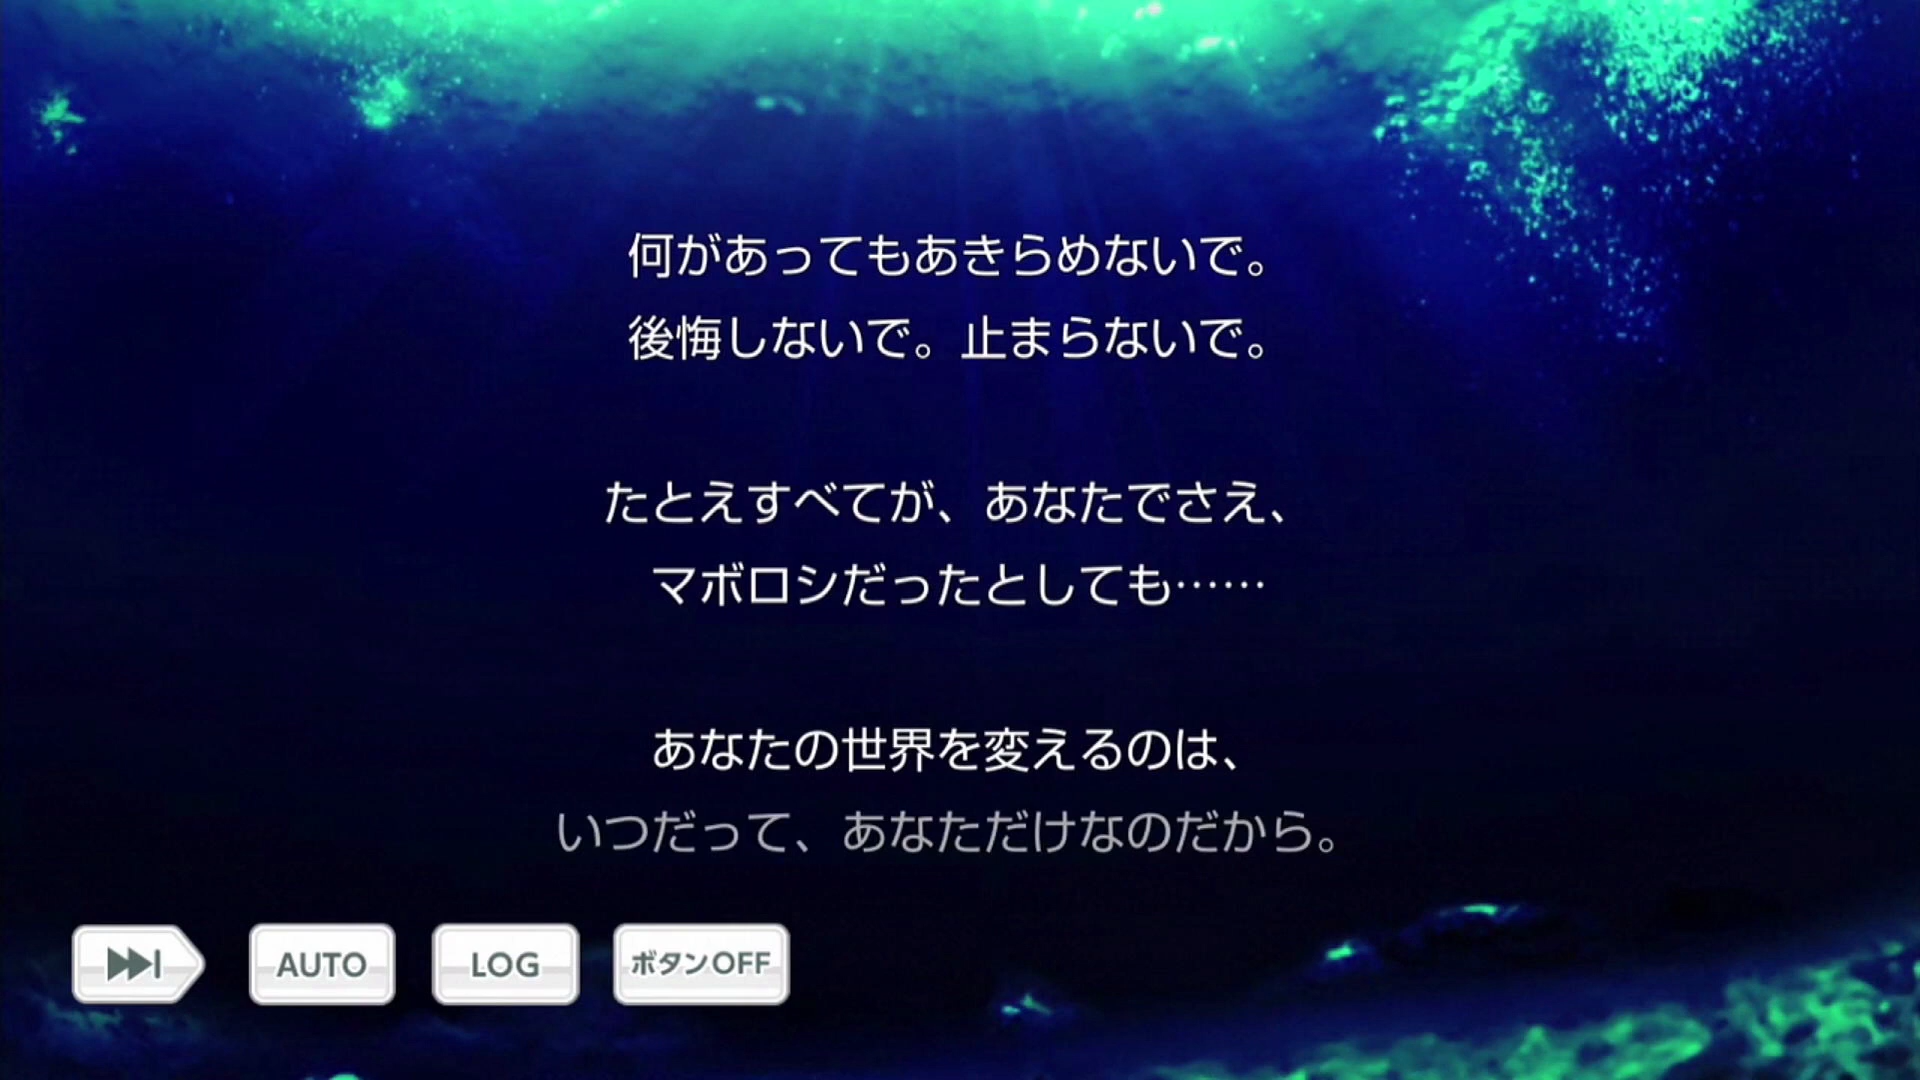 何があってもあきらめないで。
後悔しないで。止まらないで。
たとえすべてが、あなたでさえ、
マボロシだったとしても……
あなたの世界を変えるのは、
いつだって、あなただけなのだから。
AUTO
LOG
ボタンOFF